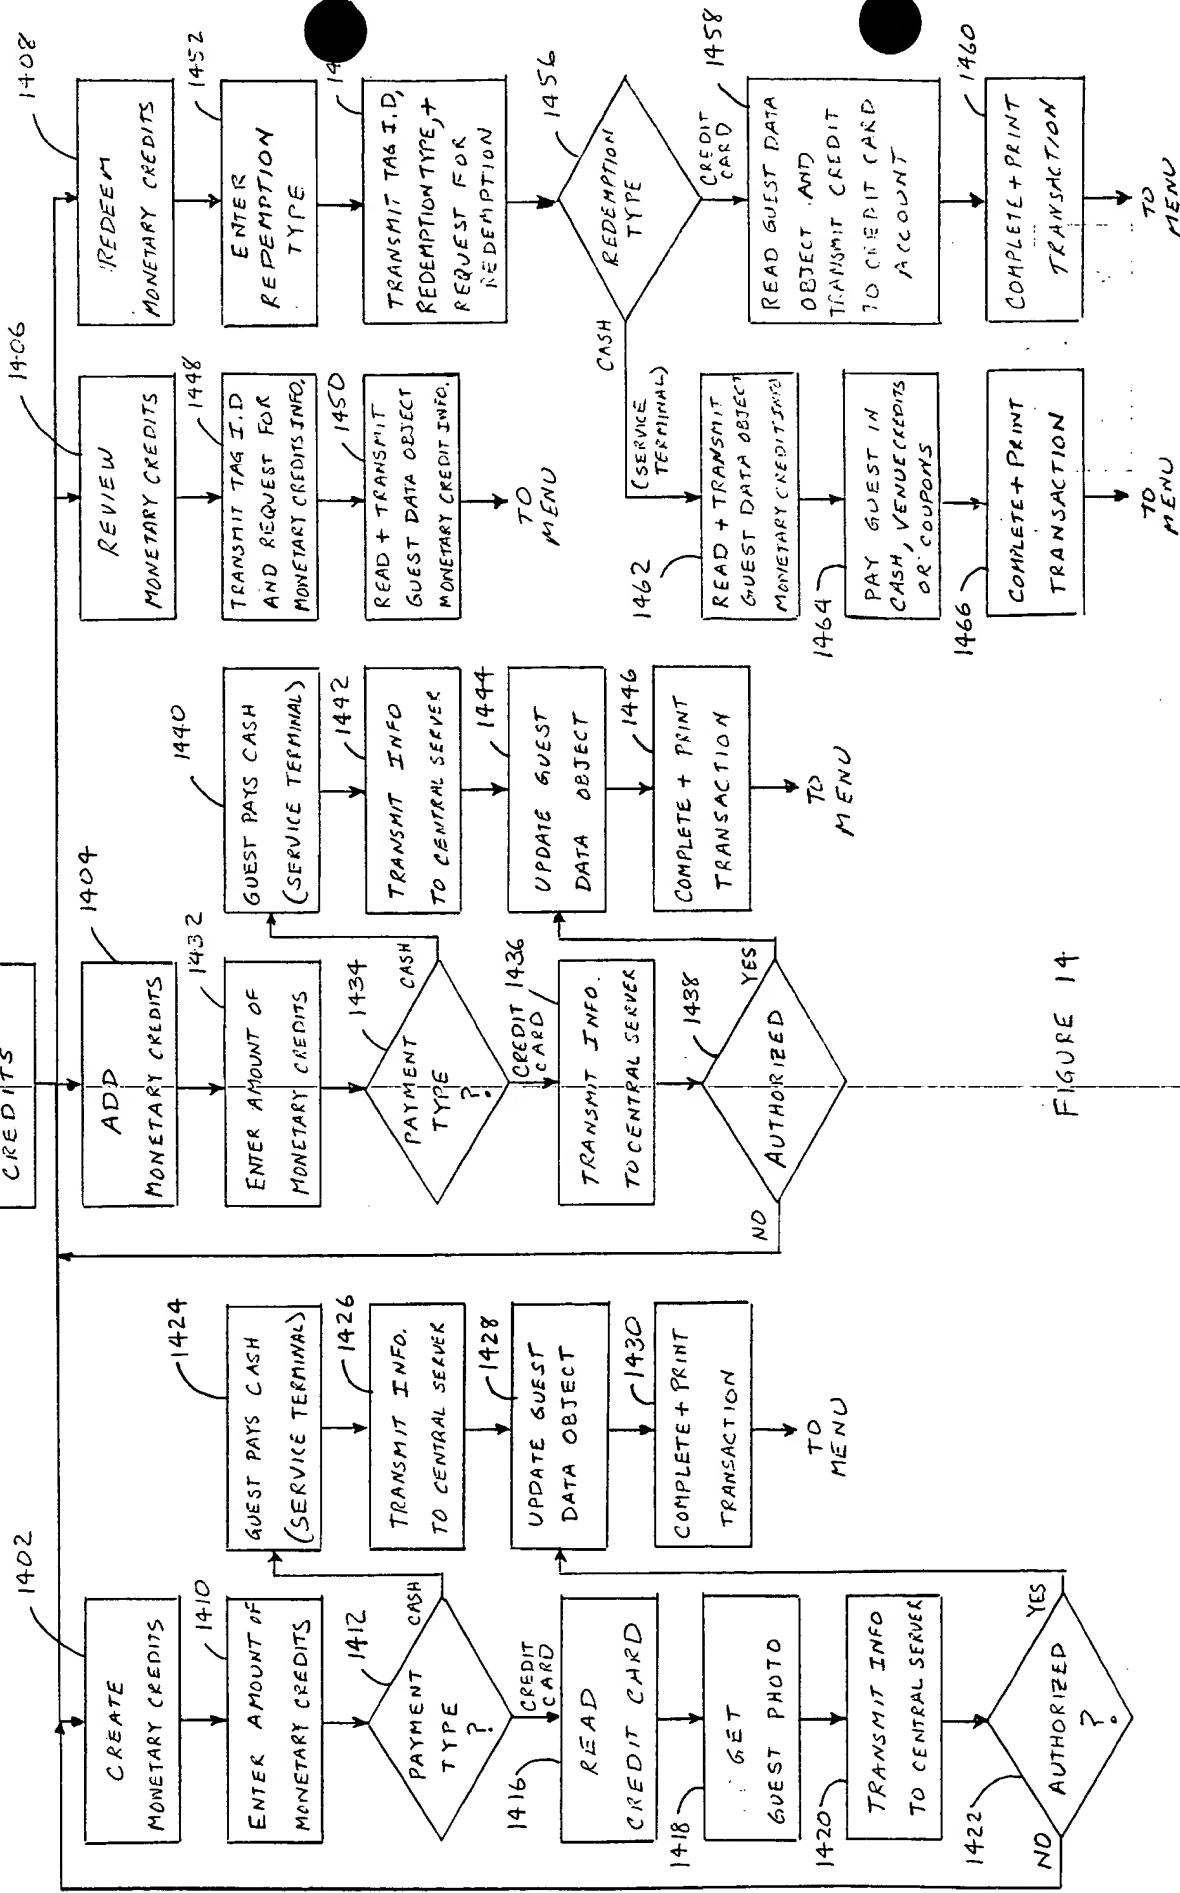 CREDITS
1402
CREATE
MONETARY CREDITS
1410
ENTER AMOUNT OF
MONETARY CREDITS
1412
PAYMENT
TYPE
?
CASH
CREDIT
CARD
1416
READ
CREDIT CARD
1418
GET
GUEST PHOTO
1420
TRANSMIT INFO
TO CENTRAL SERVER
1422
AUTHORIZED
?
NO
YES
1424
GUEST PAYS CASH
(SERVICE TERMINAL)
1426
TRANSMIT INFO.
TO CENTRAL SERVER
1428
UPDATE GUEST
DATA OBJECT
1430
COMPLETE + PRINT
TRANSACTION
TO
MENU
1404
ADD
MONETARY CREDITS
1432
ENTER AMOUNT OF
MONETARY CREDITS
1434
PAYMENT
TYPE
?
CASH
CREDIT
CARD
1436
TRANSMIT INFO.
TO CENTRAL SERVER
1438
AUTHORIZED
NO
YES
1440
GUEST PAYS CASH
(SERVICE TERMINAL)
1442
TRANSMIT INFO
TO CENTRAL SERVER
1444
UPDATE GUEST
DATA OBJECT
1446
COMPLETE + PRINT
TRANSACTION
TO
MENU
1406
REVIEW
MONETARY CREDITS
1448
TRANSMIT TAG I.D
AND REQUEST FOR
MONETARY CREDITS INFO.
1450
READ + TRANSMIT
GUEST DATA OBJECT
MONETARY CREDIT INFO.
TO
MENU
1408
REDEEM
MONETARY CREDITS
1452
ENTER
REDEMPTION
TYPE
TRANSMIT TAG I.D,
REDEMPTION TYPE, +
REQUEST FOR
REDEMPTION
1456
REDEMPTION
TYPE
CASH
(SERVICE
TERMINAL)
CREDIT
CARD
1458
READ GUEST DATA
OBJECT AND
TRANSMIT CREDIT
TO CREDIT CARD
ACCOUNT
1460
COMPLETE + PRINT
TRANSACTION
TO
MENU
1462
READ + TRANSMIT
GUEST DATA OBJECT
MONETARY CREDITS INFO
1464
PAY GUEST IN
CASH, VENUE CREDITS
OR COUPONS
1466
COMPLETE + PRINT
TRANSACTION
TO
MENU
FIGURE 14